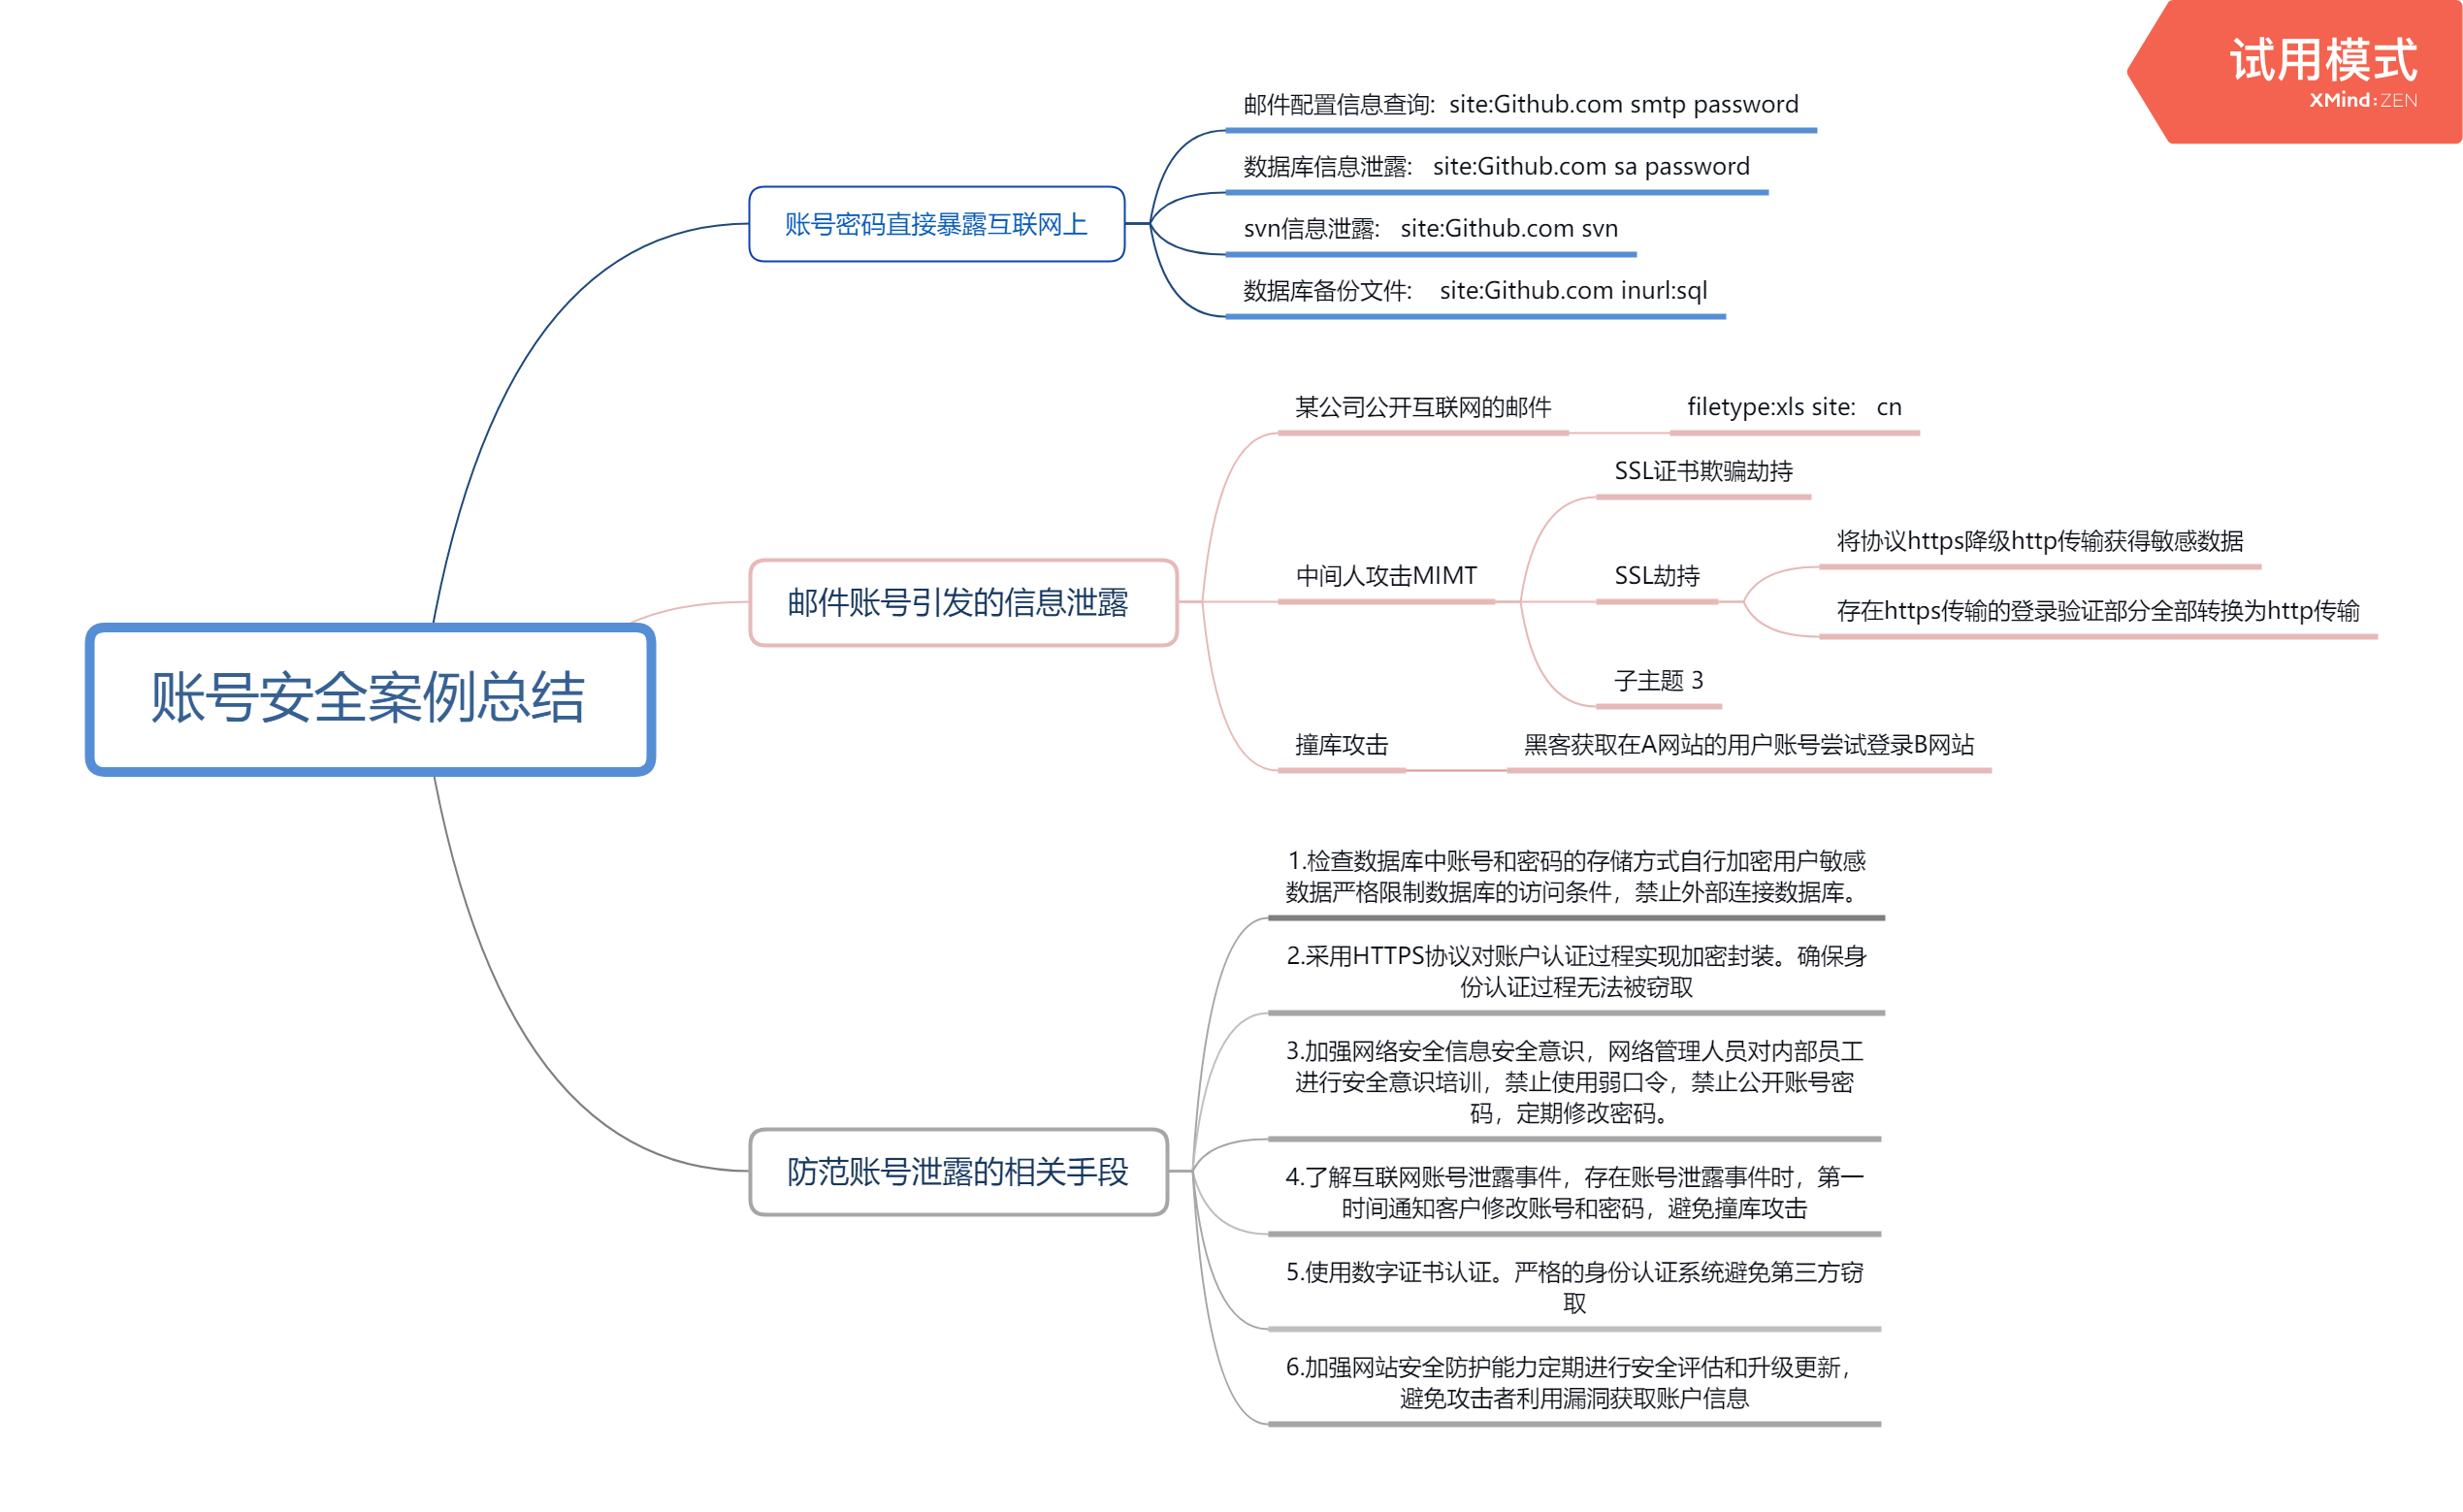 试用模式
XMind:ZEN
账号安全案例总结
账号密码直接暴露互联网上
邮件配置信息查询:  site:Github.com smtp password
数据库信息泄露:   site:Github.com sa password
svn信息泄露:   site:Github.com svn
数据库备份文件:    site:Github.com inurl:sql
邮件账号引发的信息泄露
某公司公开互联网的邮件
filetype:xls site:   cn
中间人攻击MIMT
SSL证书欺骗劫持
SSL劫持
将协议https降级http传输获得敏感数据
存在https传输的登录验证部分全部转换为http传输
子主题 3
撞库攻击
黑客获取在A网站的用户账号尝试登录B网站
防范账号泄露的相关手段
1.检查数据库中账号和密码的存储方式自行加密用户敏感
数据严格限制数据库的访问条件，禁止外部连接数据库。
2.采用HTTPS协议对账户认证过程实现加密封装。确保身
份认证过程无法被窃取
3.加强网络安全信息安全意识，网络管理人员对内部员工
进行安全意识培训，禁止使用弱口令，禁止公开账号密
码，定期修改密码。
4.了解互联网账号泄露事件，存在账号泄露事件时，第一
时间通知客户修改账号和密码，避免撞库攻击
5.使用数字证书认证。严格的身份认证系统避免第三方窃
取
6.加强网站安全防护能力定期进行安全评估和升级更新，
避免攻击者利用漏洞获取账户信息